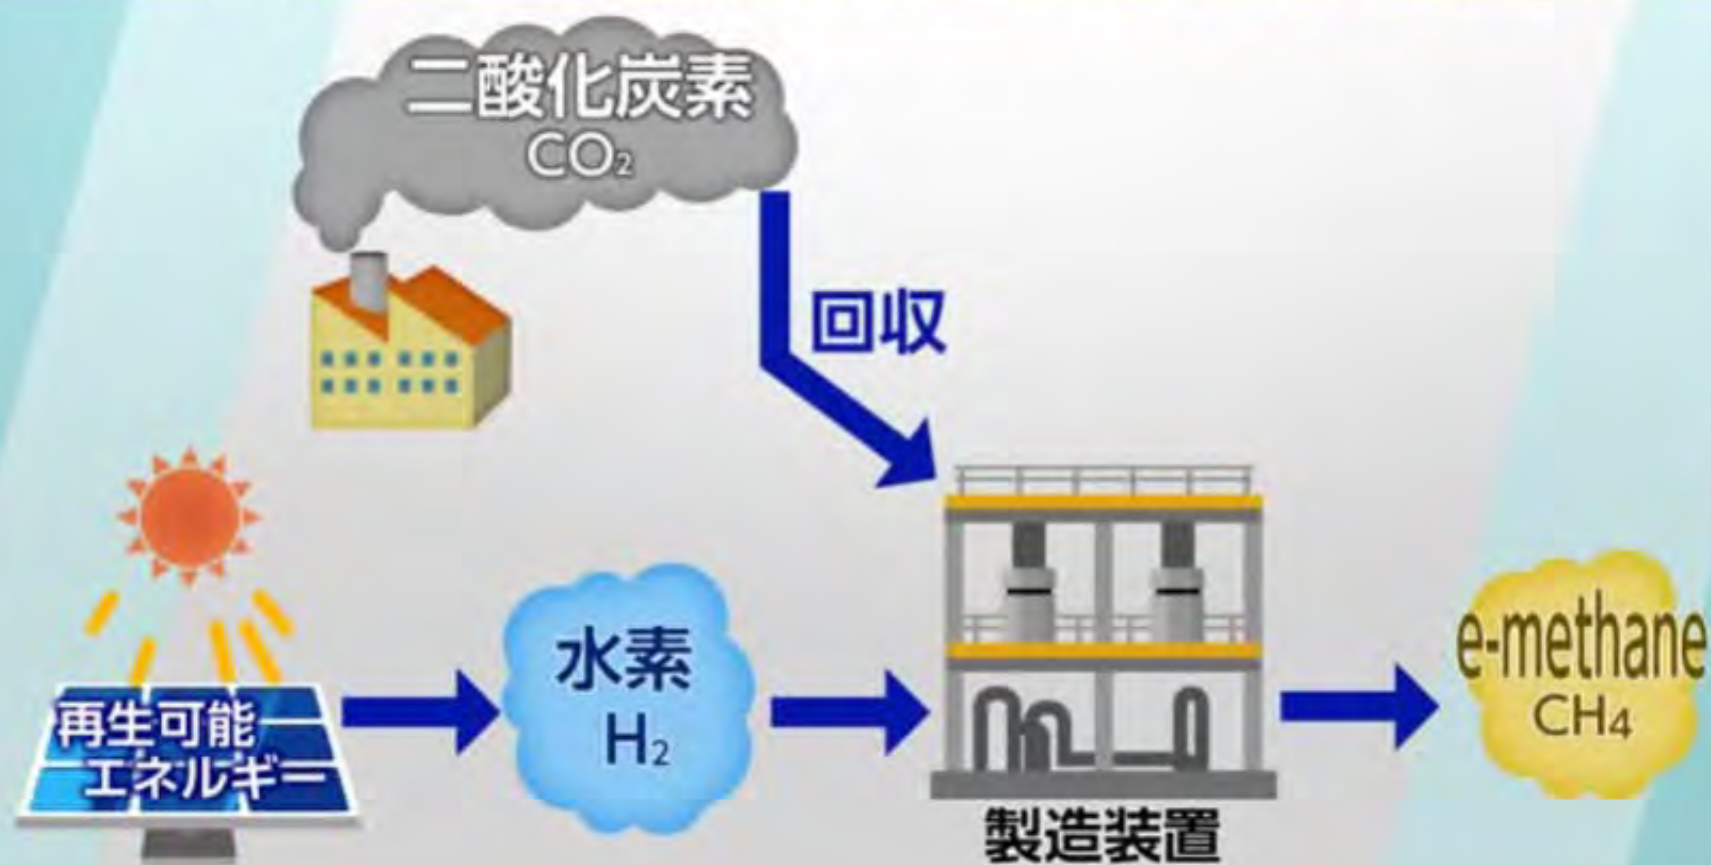 二酸化炭素
CO₂
回収
再生可能
エネルギー
水素
H₂
製造装置
e-methane
CH₄